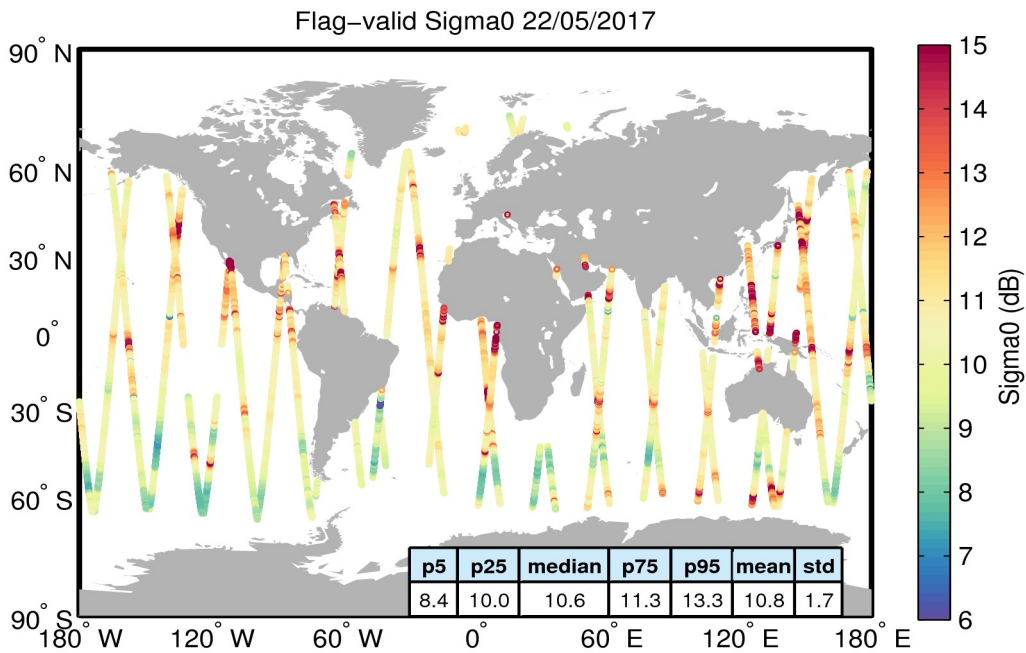 Flag−valid Sigma0 22/05/2017
90° N
60° N
30° N
0°
30° S
60° S
90° S
180° W
120° W
60° W
0°
60° E
120° E
180° E
p5 p25 median p75 p95 mean std
8.4 10.0 10.6 11.3 13.3 10.8 1.7
15
14
13
12
11
10
9
8
7
6
Sigma0 (dB)